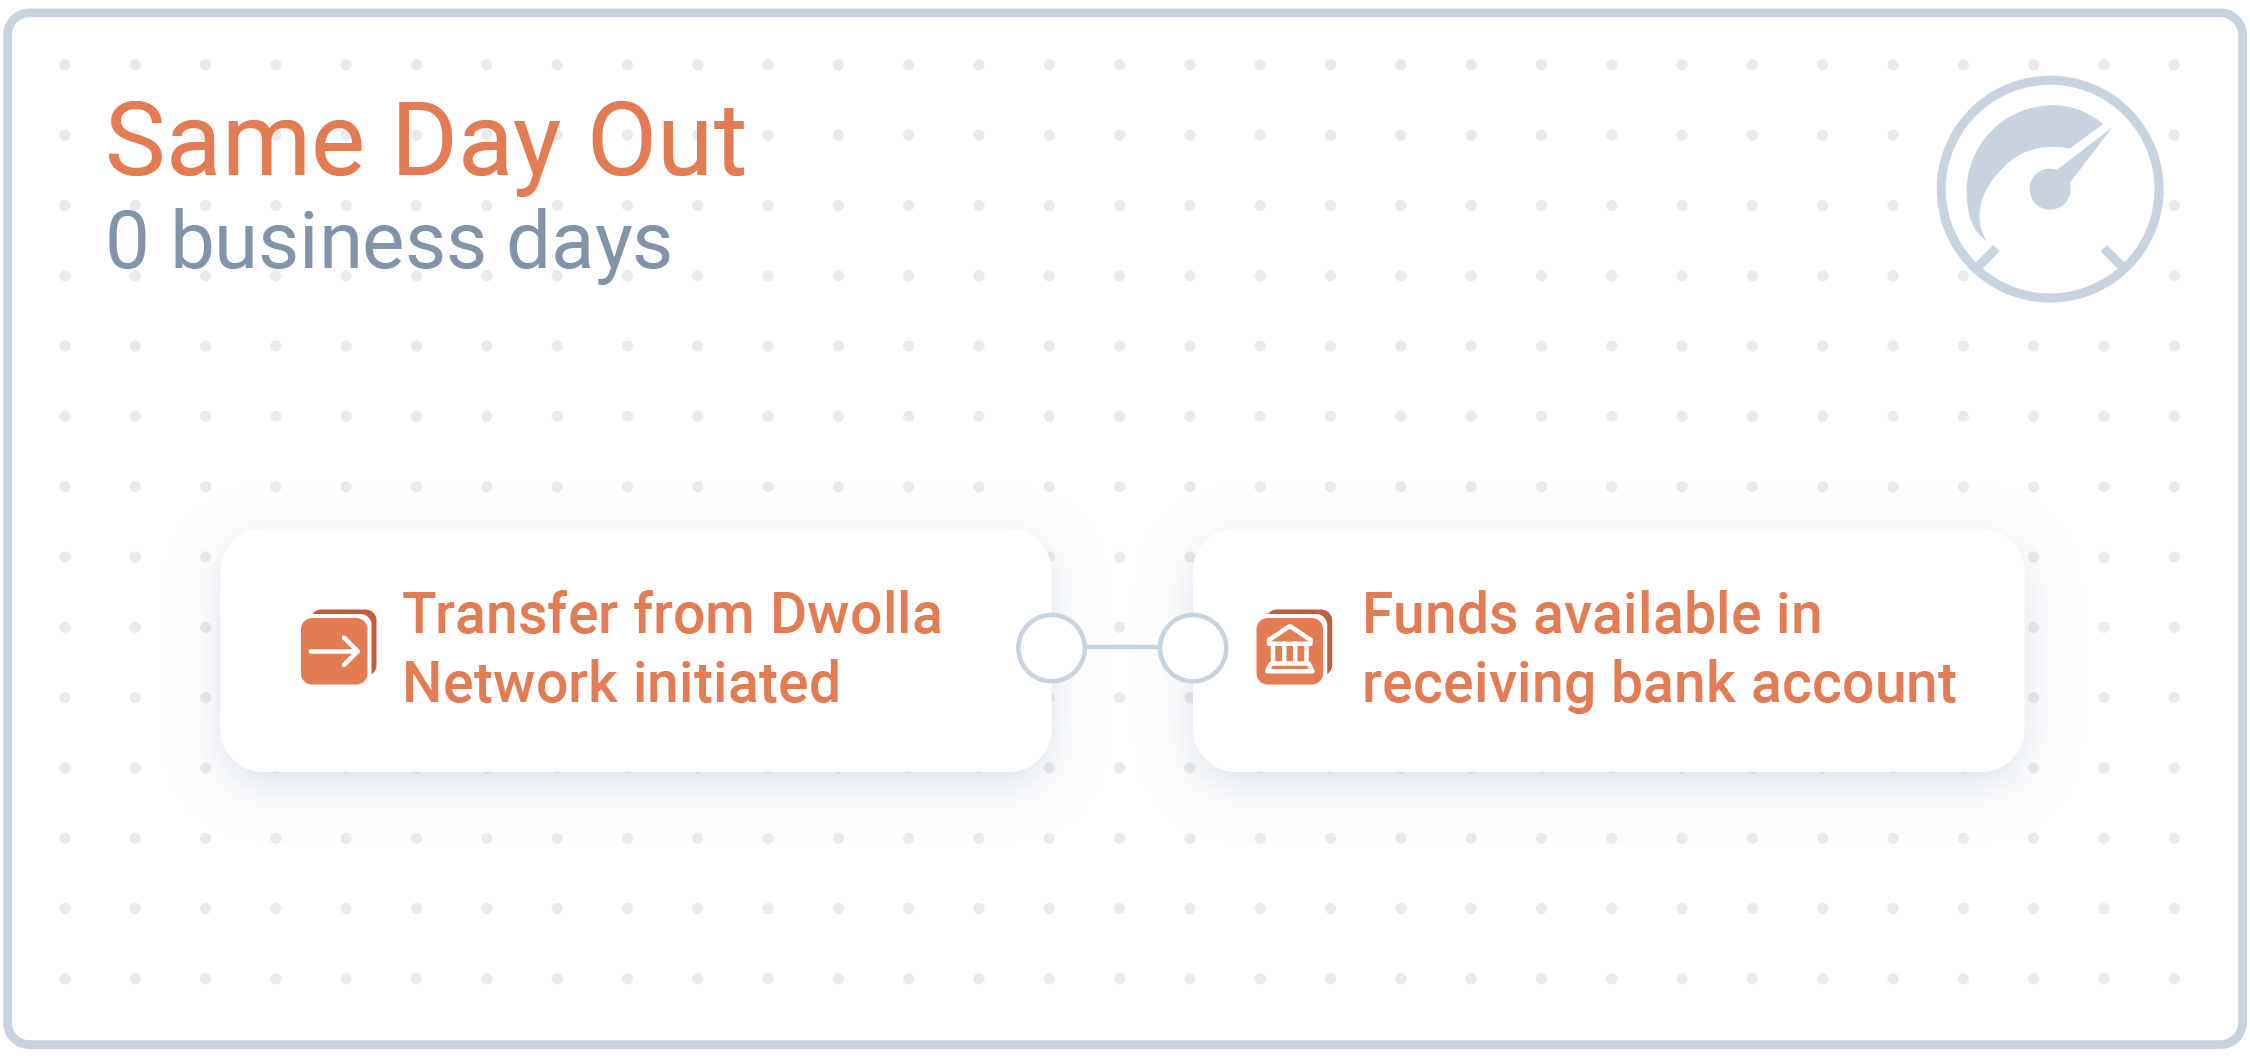 Same Day Out
0 business days
Transfer from Dwolla
Network initiated
Funds available in
receiving bank account